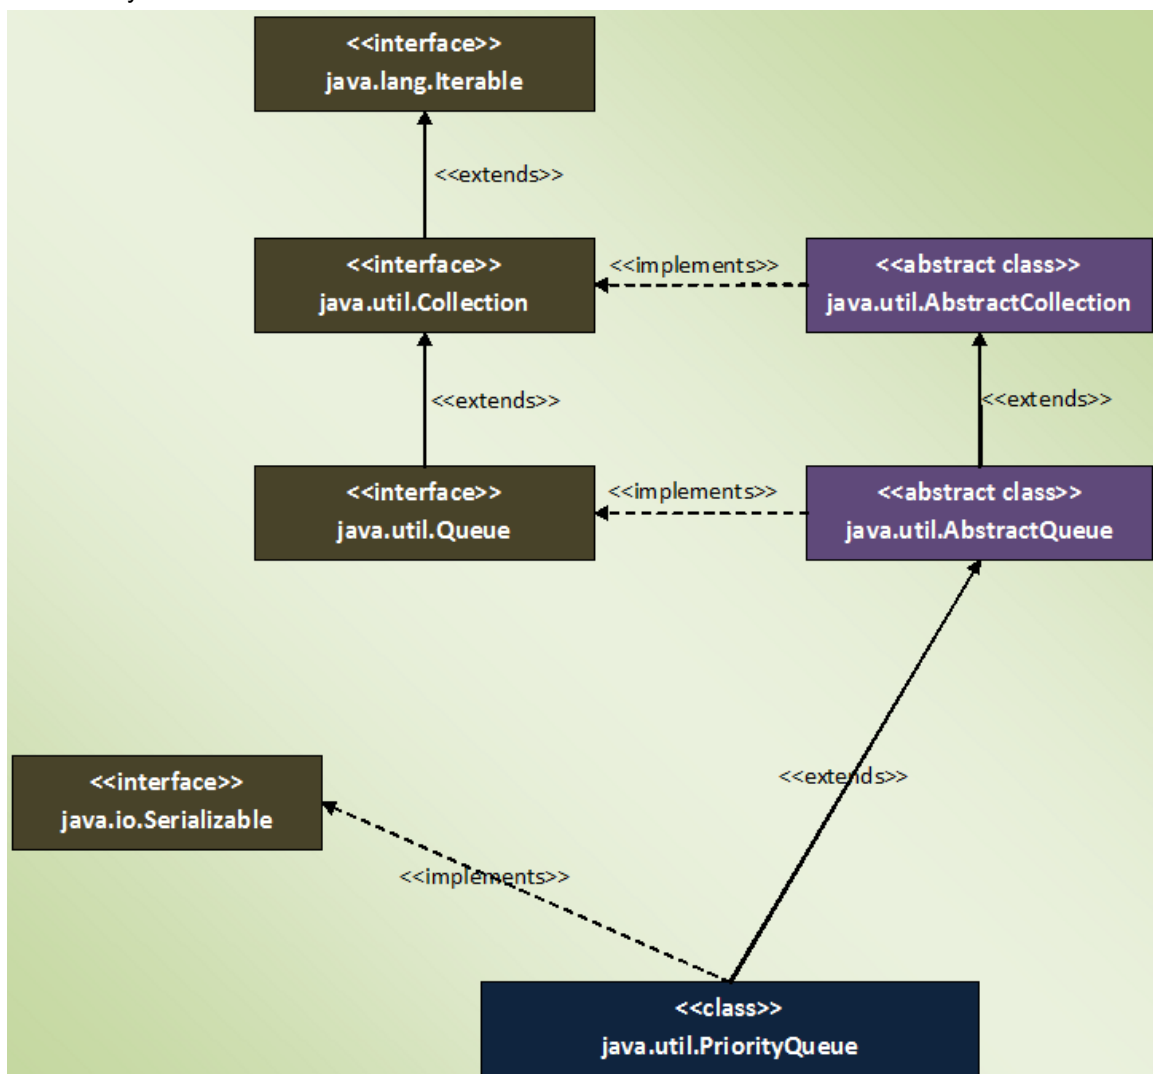 <<interface>>
java.lang.Iterable
<<extends>>
<<interface>>
java.util.Collection
<<implements>>
<<abstract class>>
java.util.AbstractCollection
<<extends>>
<<extends>>
<<interface>>
java.util.Queue
<<implements>>
<<abstract class>>
java.util.AbstractQueue
<<extends>>
<<interface>>
java.io.Serializable
<<implements>>
<<class>>
java.util.PriorityQueue